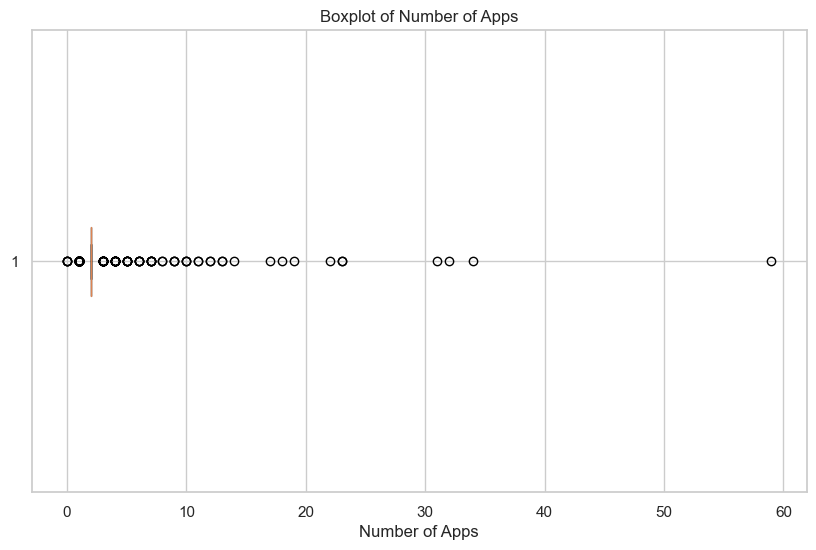 Boxplot of Number of Apps
1
0 10 20 30 40 50 60
Number of Apps